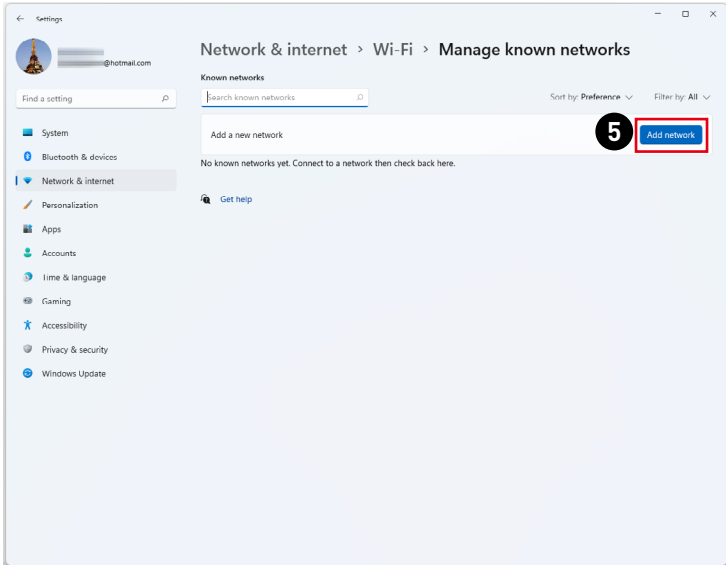 Settings
@hotmail.com
Find a setting
System
Bluetooth & devices
Network & internet
Personalization
Apps
Accounts
Time & language
Gaming
Accessibility
Privacy & security
Windows Update
Network & internet > Wi-Fi > Manage known networks
Known networks
Search known networks
Sort by: Preference
Filter by: All
Add a new network
5
Add network
No known networks yet. Connect to a network then check back here.
Get help